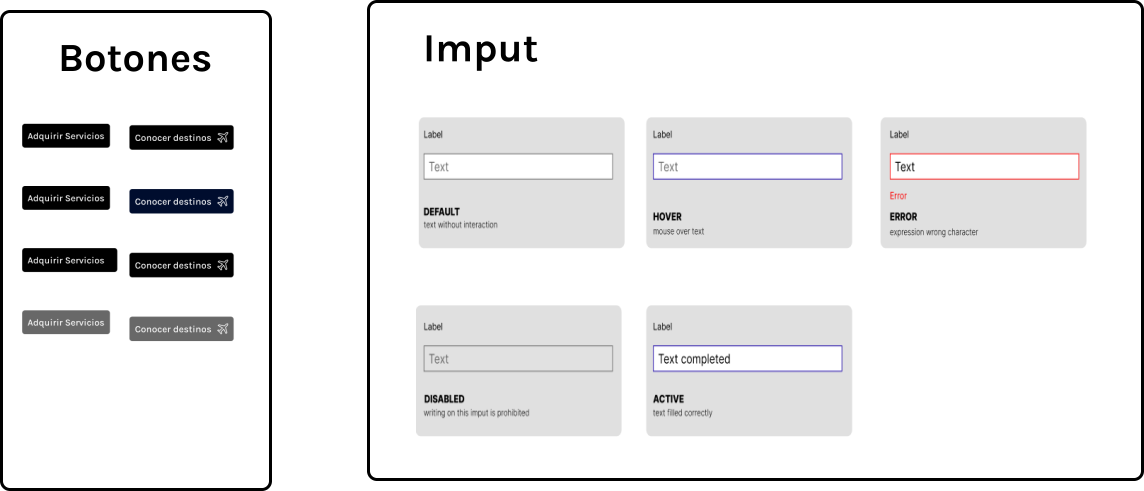 Botones
Adquirir Servicios
Conocer destinos
Adquirir Servicios
Conocer destinos
Adquirir Servicios
Conocer destinos
Adquirir Servicios
Conocer destinos
Imput
Label
Text
DEFAULT
text without interaction
Label
Text
HOVER
mouse over text
Label
Text
Error
ERROR
expression wrong character
Label
Text
DISABLED
writing on this imput is prohibited
Label
Text completed
ACTIVE
text filled correctly